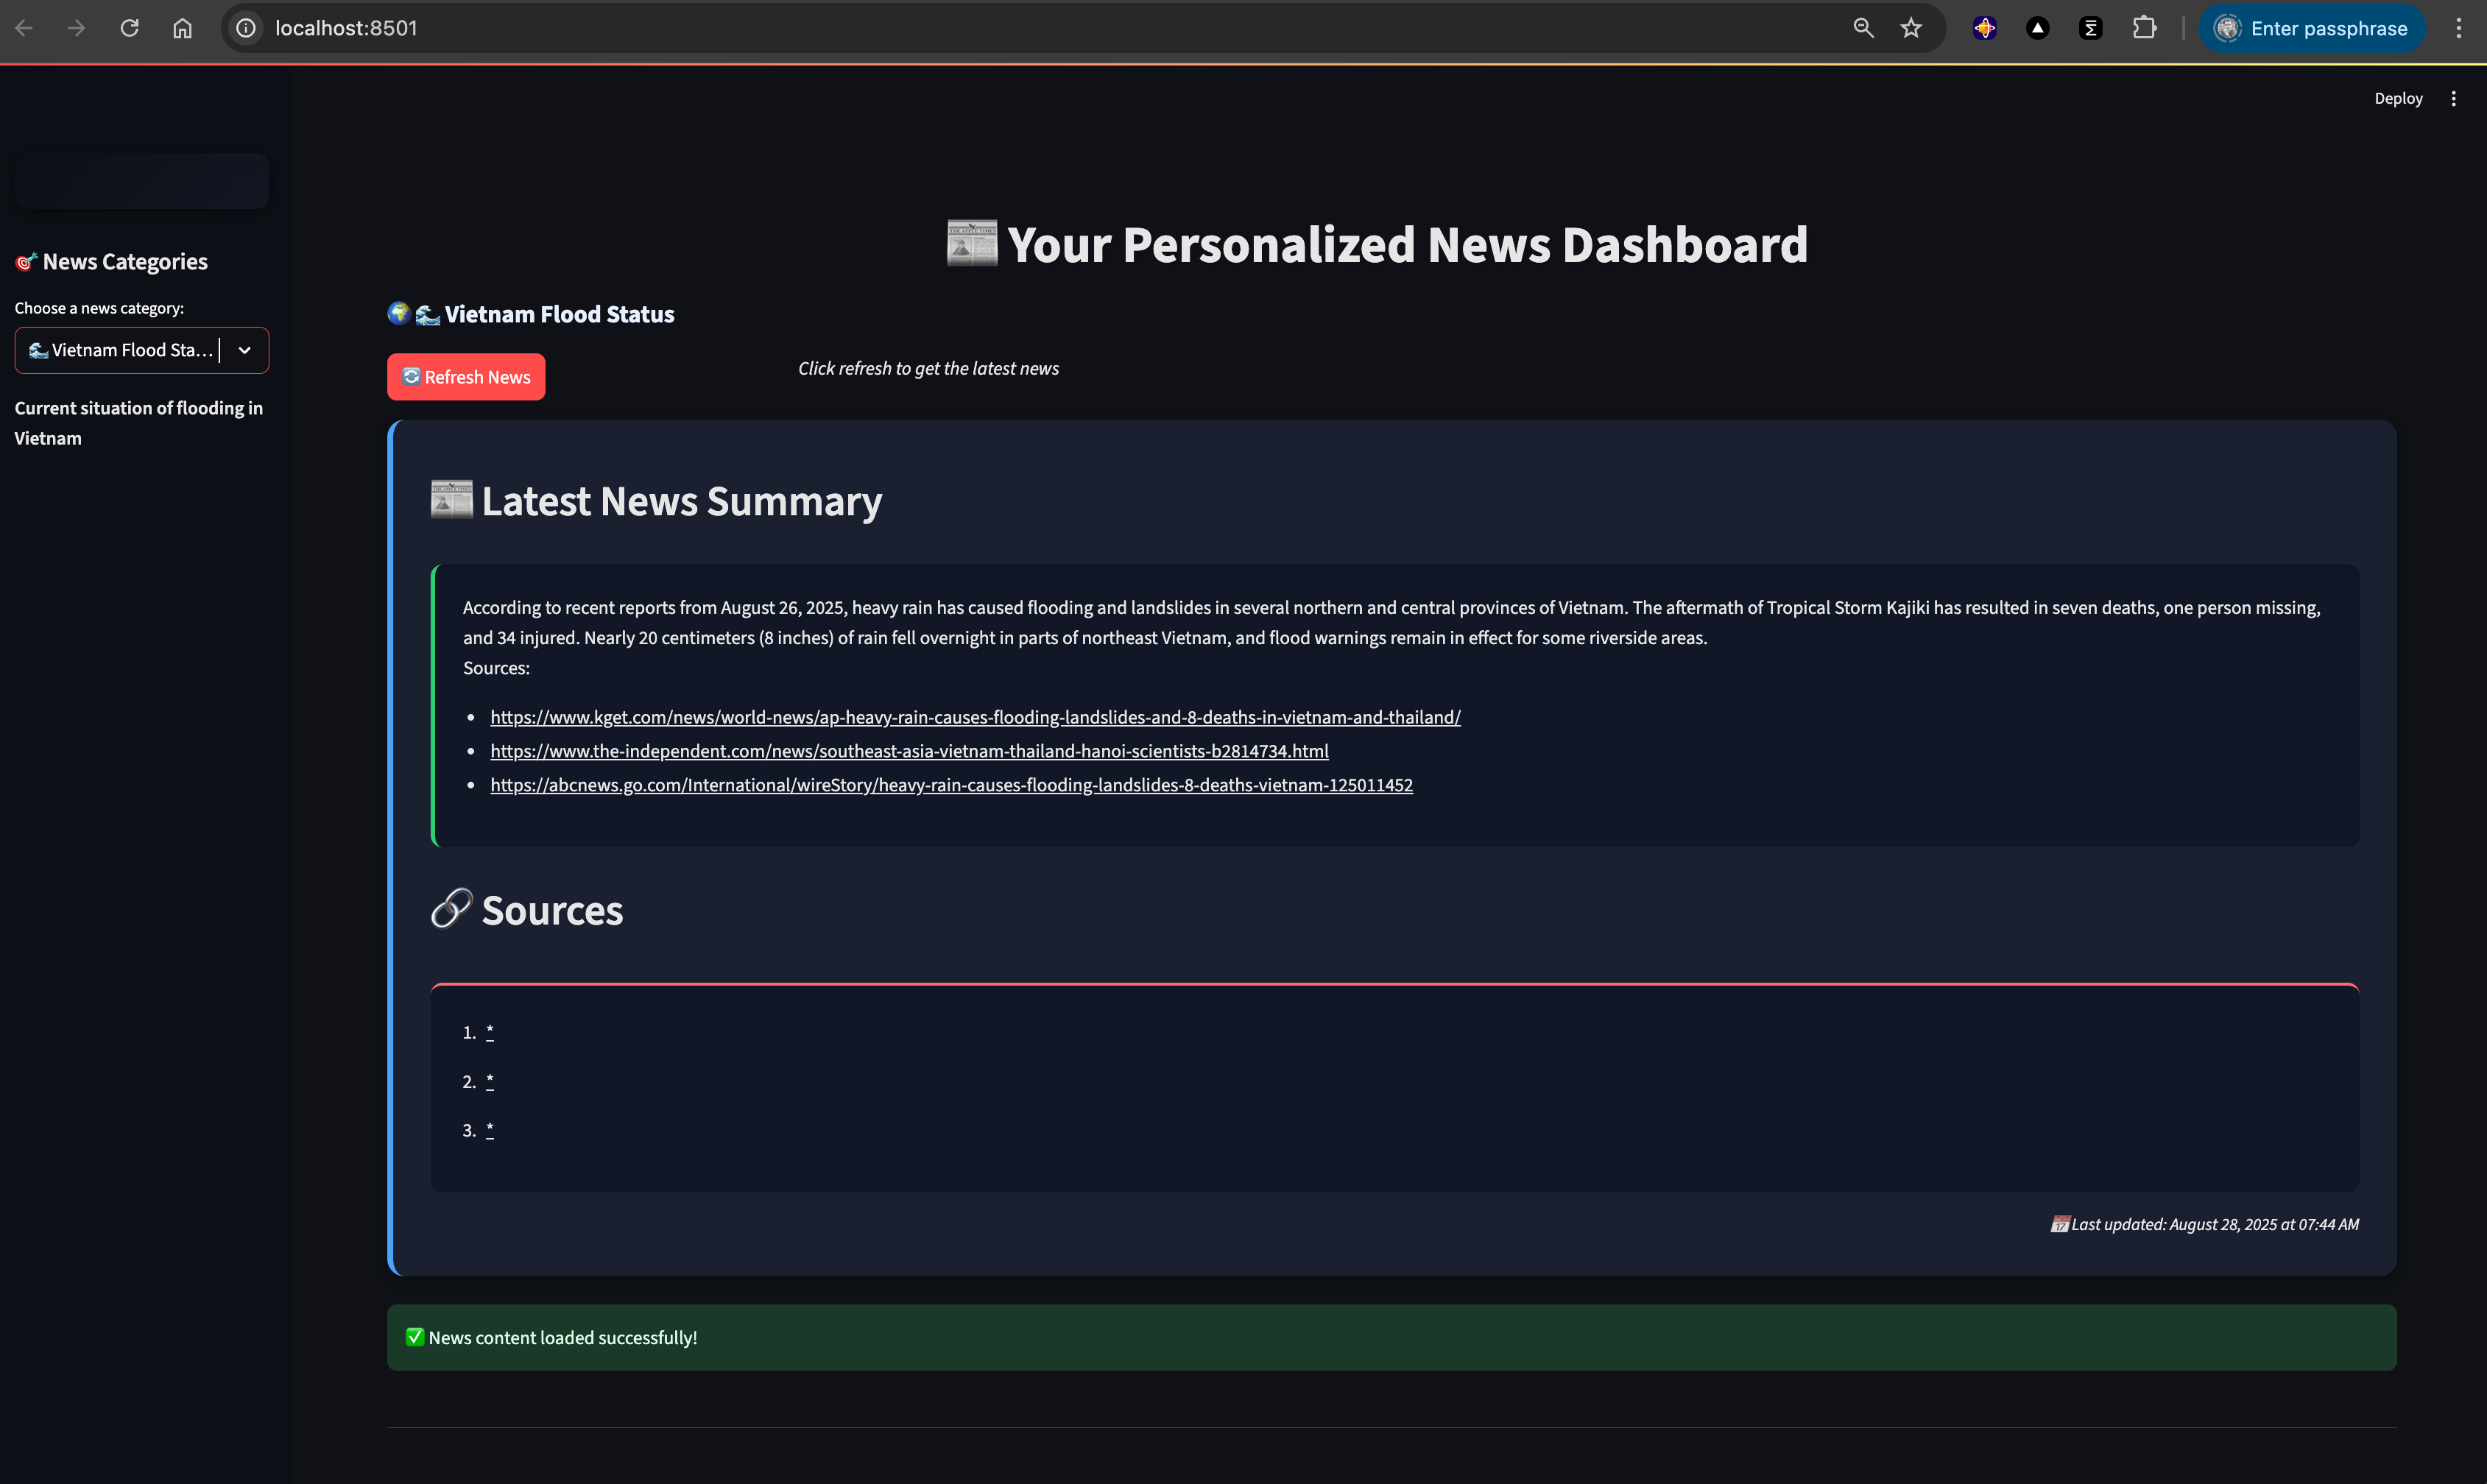 localhost:8501
Enter passphrase
Deploy
🎯 News Categories
Choose a news category:
🌊 Vietnam Flood Sta...
Current situation of flooding in
Vietnam
📰 Your Personalized News Dashboard
🌍🌊 Vietnam Flood Status
🔄 Refresh News
Click refresh to get the latest news
📰 Latest News Summary
According to recent reports from August 26, 2025, heavy rain has caused flooding and landslides in several northern and central provinces of Vietnam. The aftermath of Tropical Storm Kajiki has resulted in seven deaths, one person missing,
and 34 injured. Nearly 20 centimeters (8 inches) of rain fell overnight in parts of northeast Vietnam, and flood warnings remain in effect for some riverside areas.
Sources:
• https://www.kget.com/news/world-news/ap-heavy-rain-causes-flooding-landslides-and-8-deaths-in-vietnam-and-thailand/
• https://www.the-independent.com/news/southeast-asia-vietnam-thailand-hanoi-scientists-b2814734.html
• https://abcnews.go.com/International/wireStory/heavy-rain-causes-flooding-landslides-8-deaths-vietnam-125011452
🔗 Sources
1. *
2. *
3. *
📅 Last updated: August 28, 2025 at 07:44 AM
✅ News content loaded successfully!